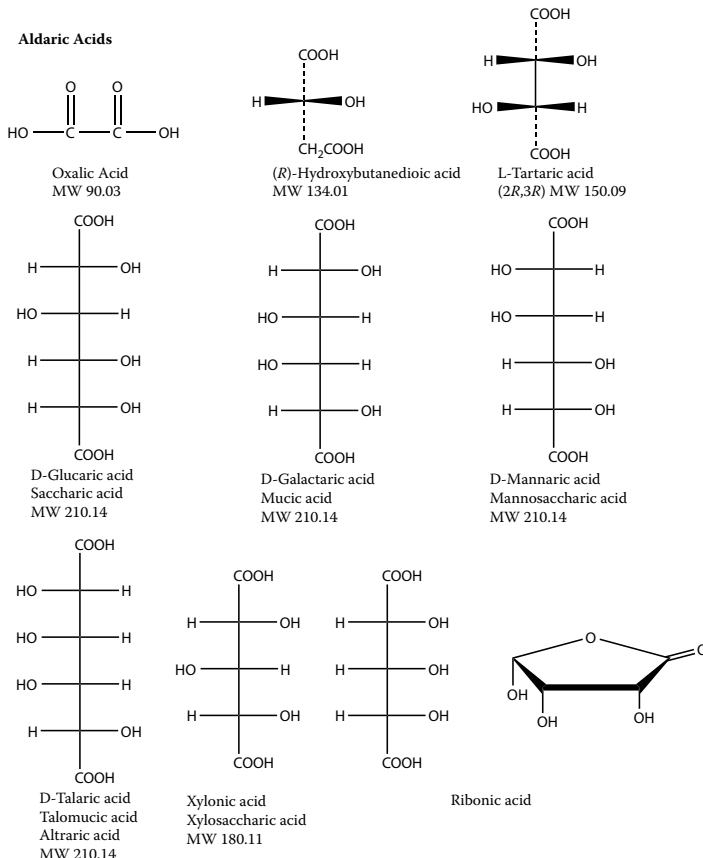 Aldaric Acids
O O
HO C C OH
Oxalic Acid
MW 90.03
COOH
H OH
CH₂COOH
(R)-Hydroxybutanedioic acid
MW 134.01
COOH
H OH
HO H
COOH
L-Tartaric acid
(2R,3R) MW 150.09
COOH
H OH
HO H
H OH
H OH
COOH
D-Glucaric acid
Saccharic acid
MW 210.14
COOH
H OH
HO H
HO H
H OH
COOH
D-Galactaric acid
Mucic acid
MW 210.14
COOH
HO H
HO H
H OH
H OH
COOH
D-Mannaric acid
Mannosaccharic acid
MW 210.14
COOH
HO H
HO H
HO H
H OH
COOH
D-Talaric acid
Talomucic acid
Altraric acid
MW 210.14
COOH
H OH
HO H
H OH
COOH
Xylonic acid
Xylosaccharic acid
MW 180.11
COOH
H OH
H OH
H OH
COOH
O
O
OH
OH
OH
Ribonic acid